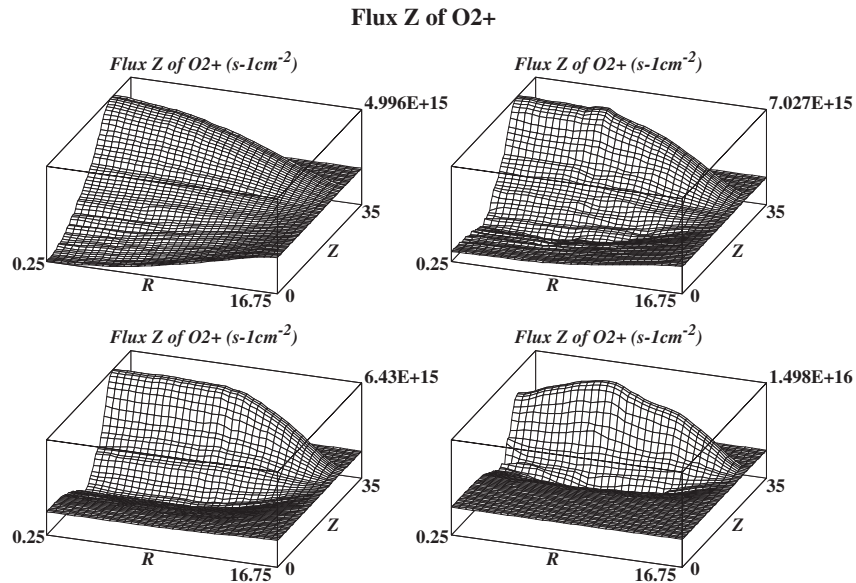 Flux Z of O2+
Flux Z of O2+ (s-1cm-2)
4.996E+15
35
Z
0.25
R
16.75
0
Flux Z of O2+ (s-1cm-2)
7.027E+15
35
Z
0.25
R
16.75
0
Flux Z of O2+ (s-1cm-2)
6.43E+15
35
Z
0.25
R
16.75
0
Flux Z of O2+ (s-1cm-2)
1.498E+16
35
Z
0.25
R
16.75
0